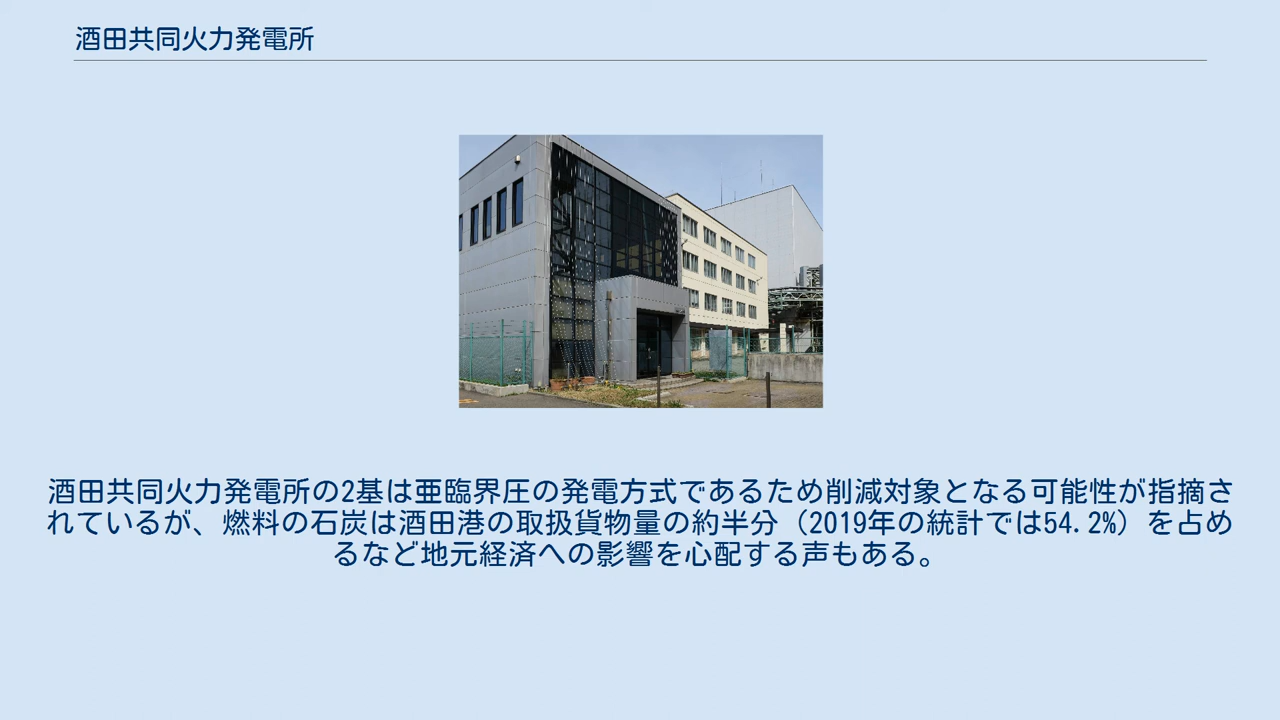 酒田共同火力発電所
酒田共同火力発電所の2基は亜臨界圧の発電方式であるため削減対象となる可能性が指摘さ
れているが、燃料の石炭は酒田港の取扱貨物量の約半分（2019年の統計では54.2%）を占め
るなど地元経済への影響を心配する声もある。